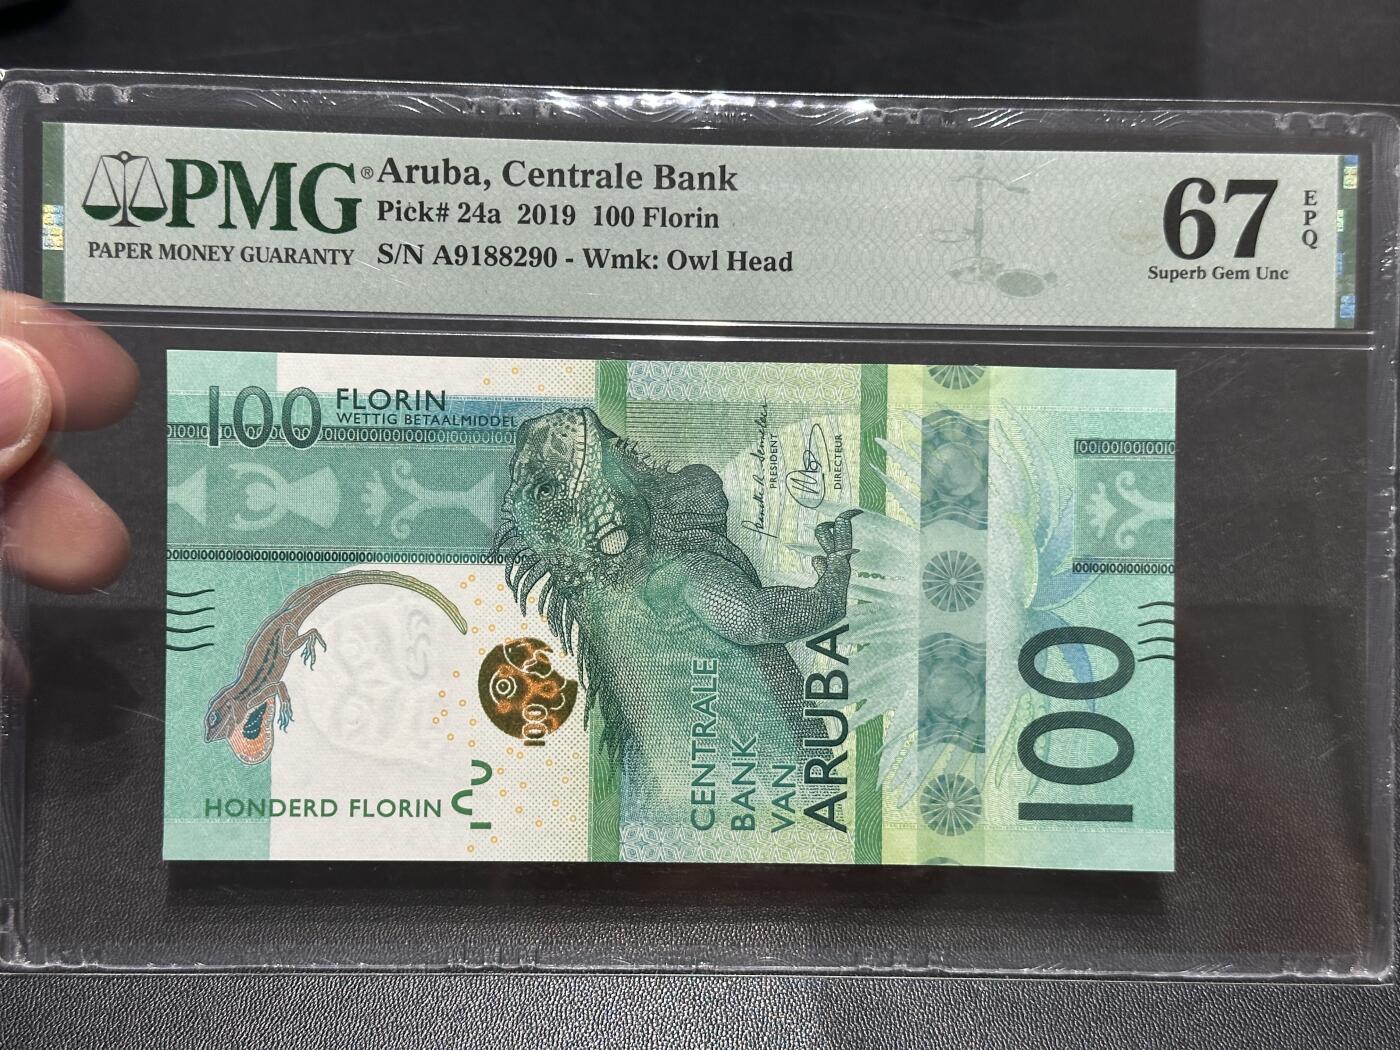 PMG®
PAPER MONEY GUARANTY
Aruba, Centrale Bank
Pick# 24a 2019 100 Florin
S/N A9188290 - Wmk: Owl Head
67
EPQ
Superb Gem Unc
100 FLORIN
WETTIG BETAALMIDDEL
PRESIDENT
DIRECTEUR
100
HONDERD FLORIN
CENTRALE
BANK
VAN
ARUBA
100